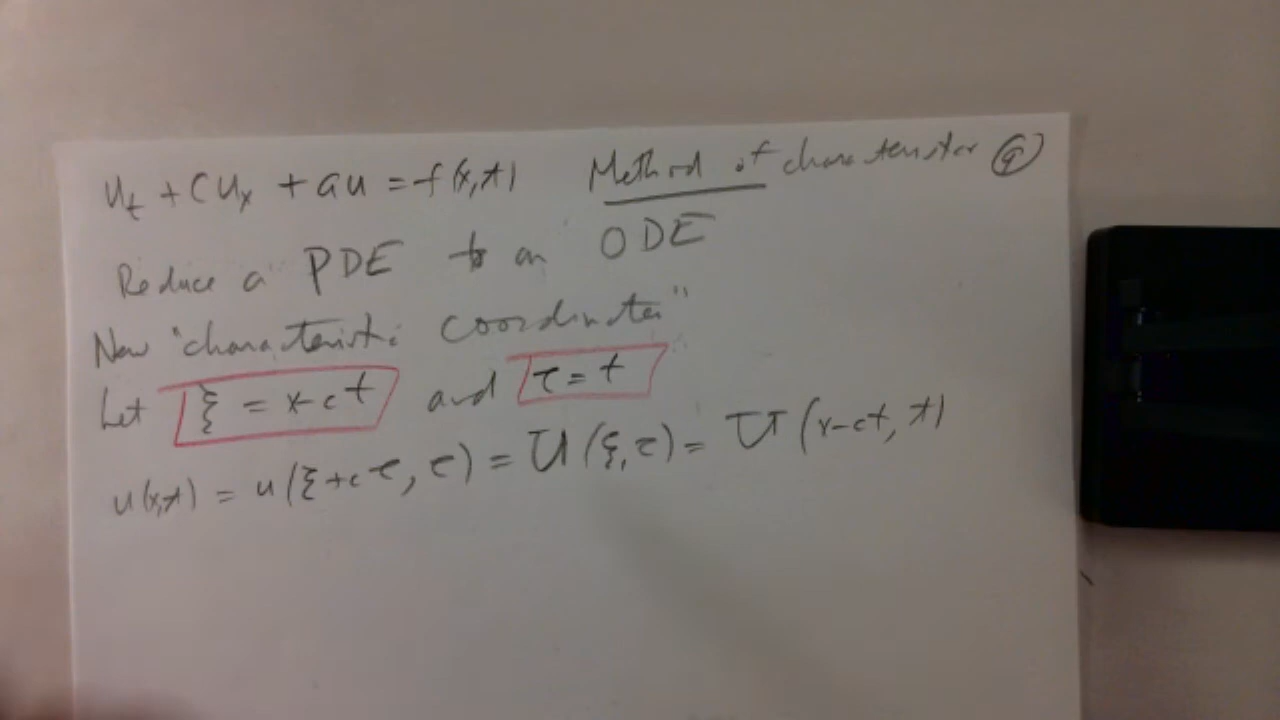 u_t + cu_x + au = f(x,t) Method of characteristics 9
Reduce a PDE to an ODE
New "characteristic coordinates"
Let ξ = x-ct and τ = t
u(x,t) = u(ξ+cτ, τ) = U(ξ,τ) = U(x-ct, t)